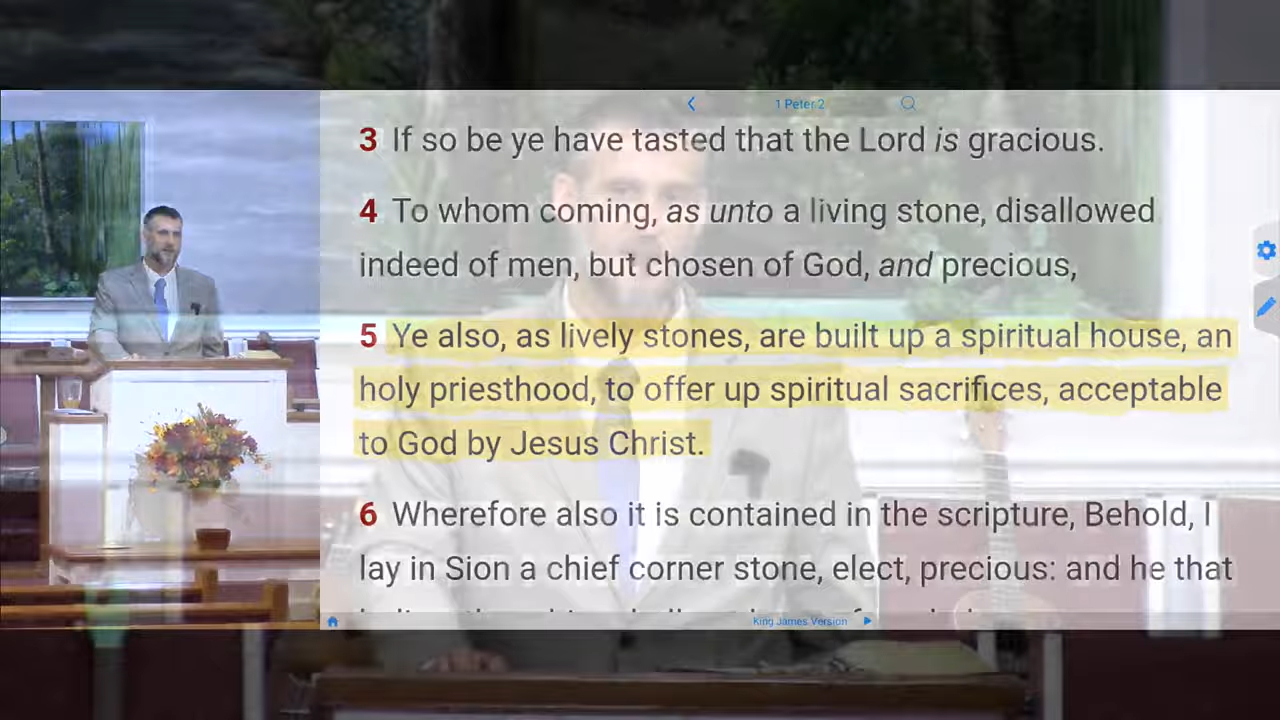 1 Peter 2
3 If so be ye have tasted that the Lord is gracious.
4 To whom coming, as unto a living stone, disallowed
indeed of men, but chosen of God, and precious,
5 Ye also, as lively stones, are built up a spiritual house, an
holy priesthood, to offer up spiritual sacrifices, acceptable
to God by Jesus Christ.
6 Wherefore also it is contained in the scripture, Behold, I
lay in Sion a chief corner stone, elect, precious: and he that
King James Version